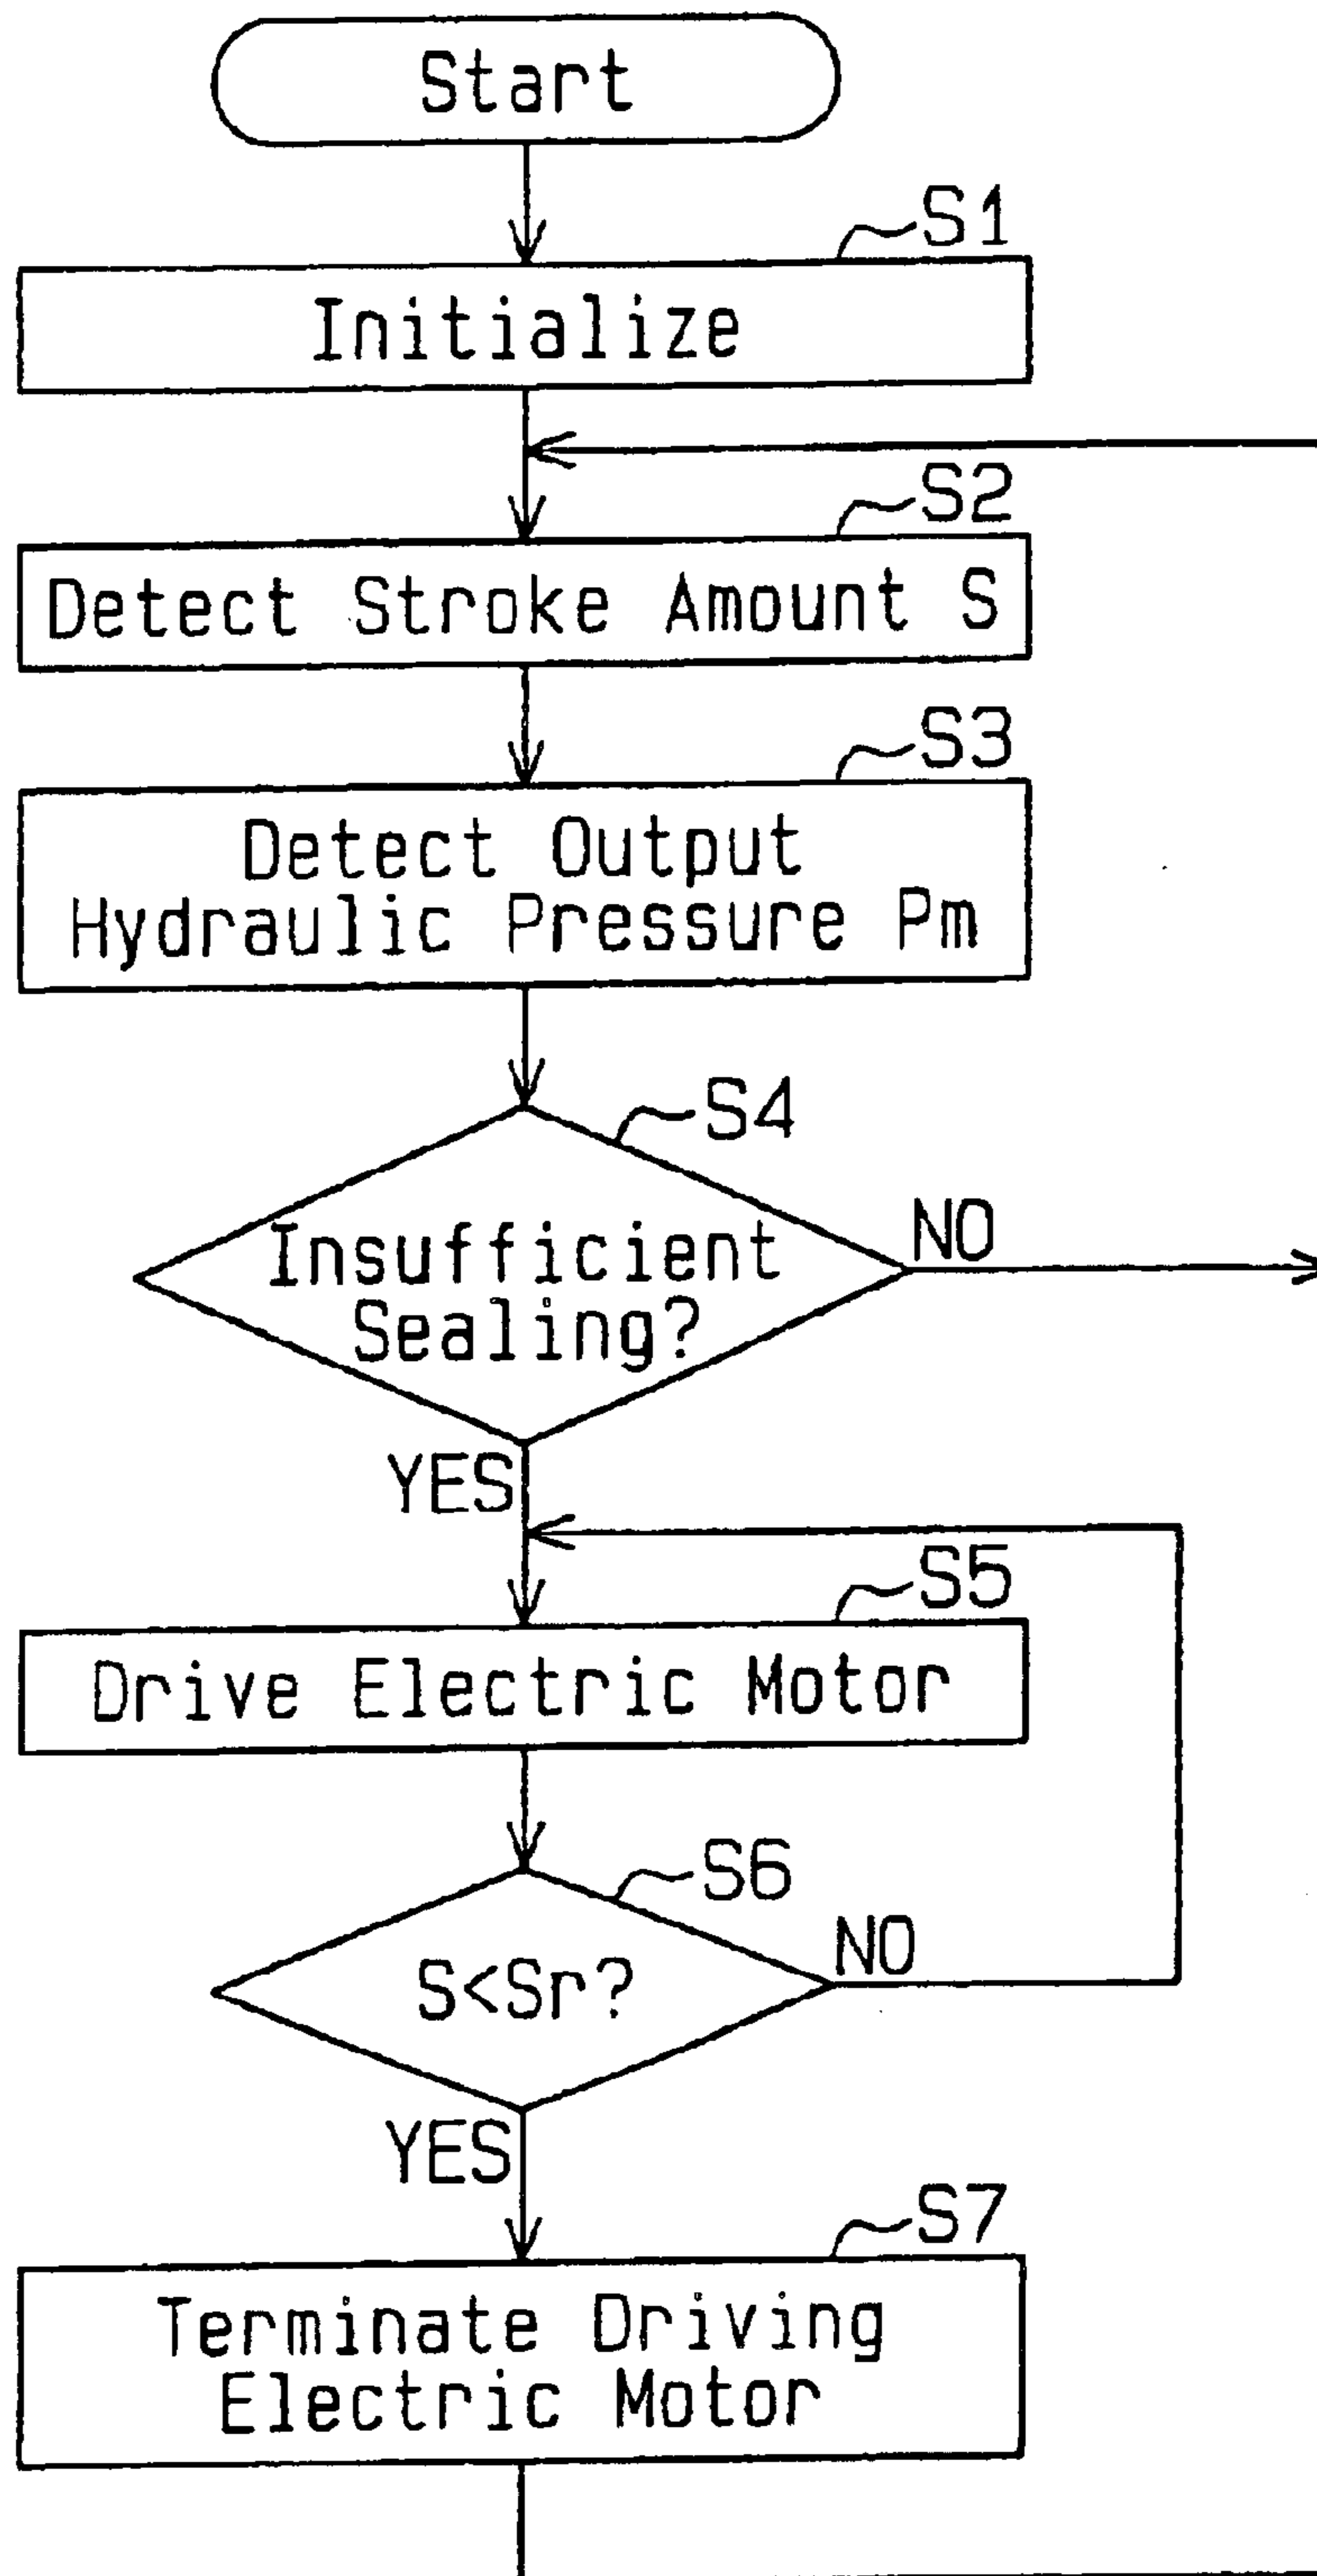 Start
S1
Initialize
S2
Detect Stroke Amount S
S3
Detect Output
Hydraulic Pressure Pm
S4
Insufficient
Sealing?
NO
YES
S5
Drive Electric Motor
S6
S<Sr?
NO
YES
S7
Terminate Driving
Electric Motor